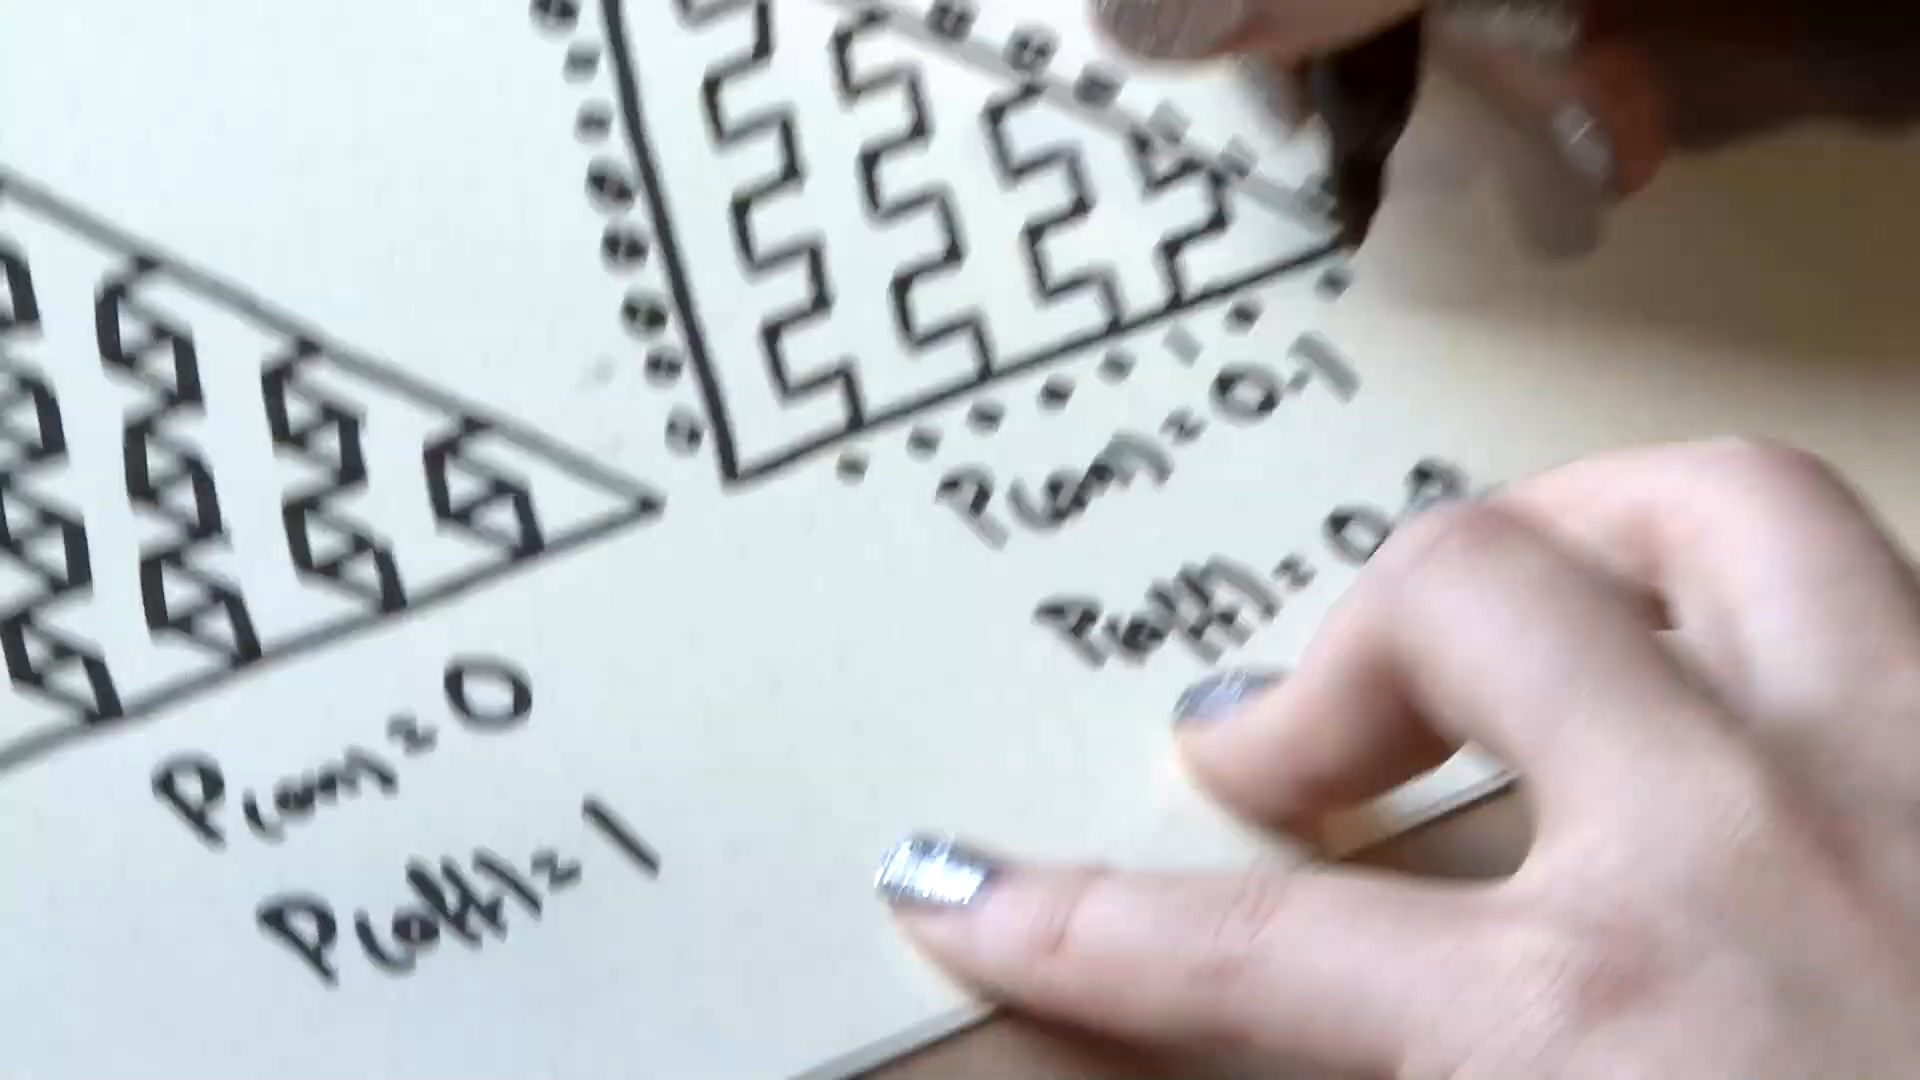 P(on) = 0
P(off) = 1
P(on) = 0.1
P(off) = 0.9